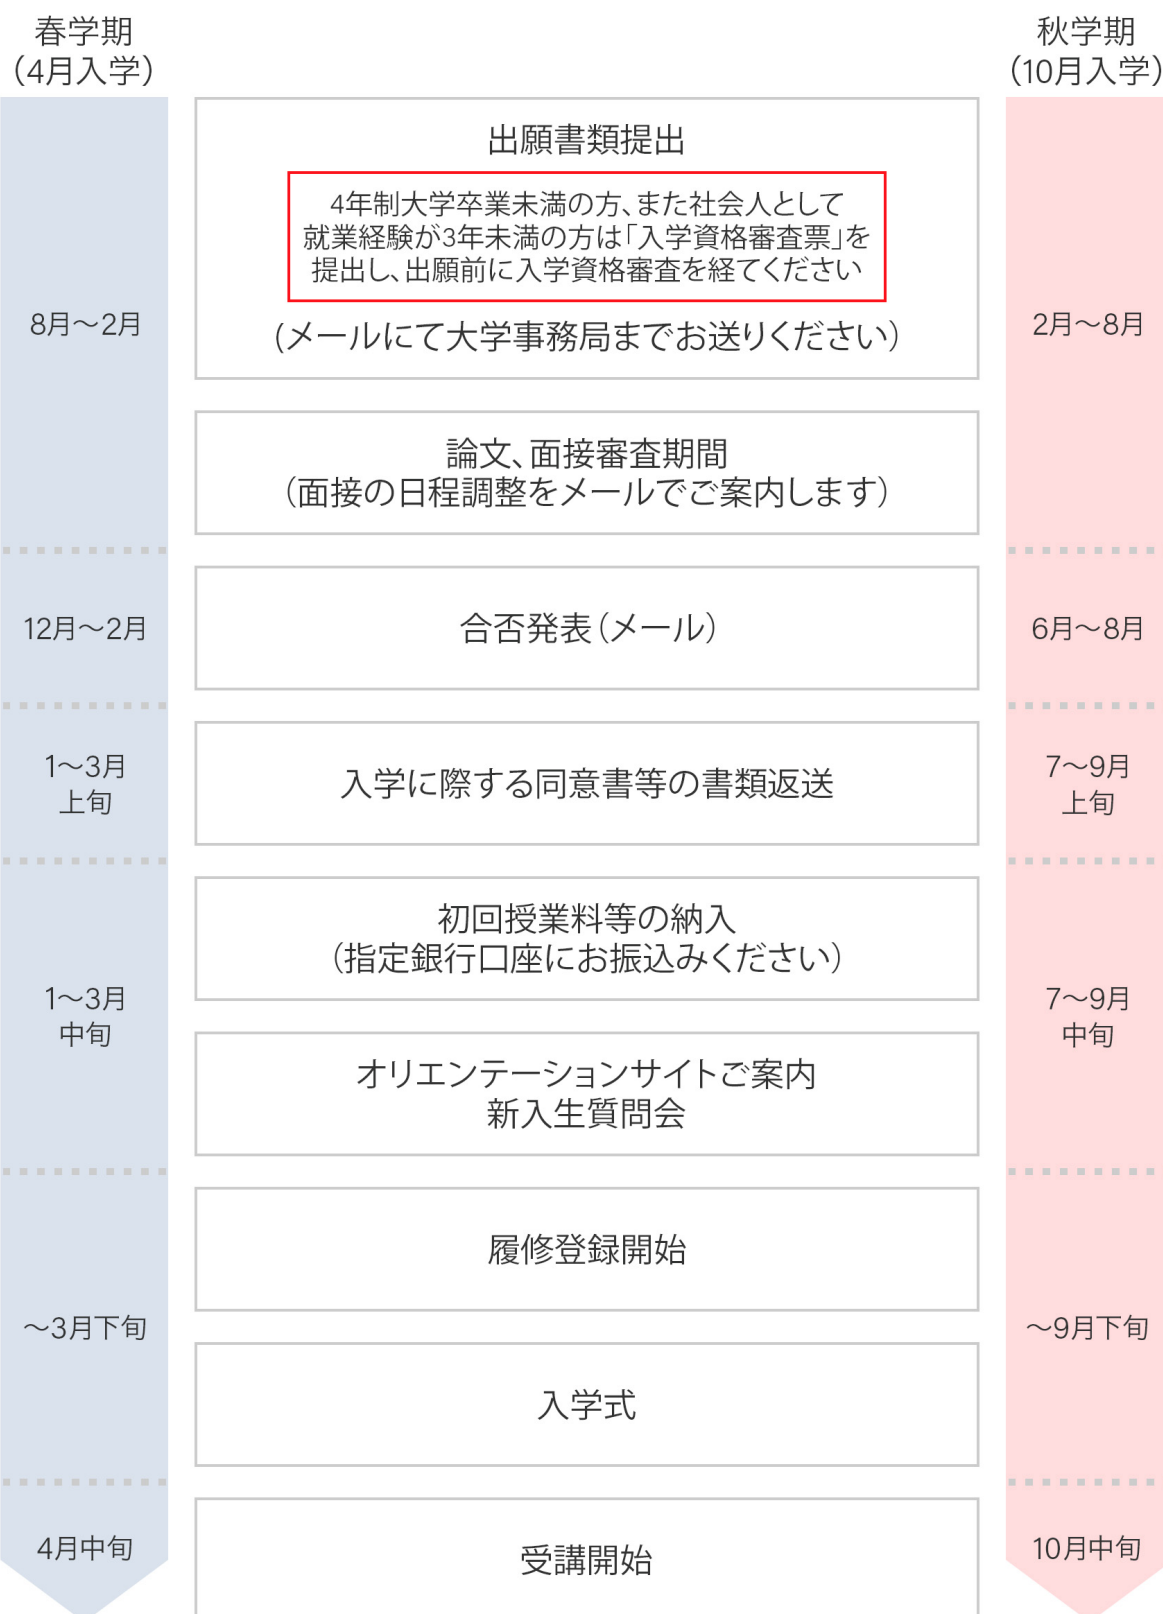 春学期
（4月入学）
秋学期
（10月入学）
8月～2月
出願書類提出
4年制大学卒業未満の方、また社会人として
就業経験が3年未満の方は「入学資格審査票」を
提出し、出願前に入学資格審査を経てください
（メールにて大学事務局までお送りください）
2月～8月
論文、面接審査期間
（面接の日程調整をメールでご案内します）
12月～2月
合否発表（メール）
6月～8月
1～3月
上旬
入学に際する同意書等の書類返送
7～9月
上旬
1～3月
中旬
初回授業料等の納入
（指定銀行口座にお振込みください）
7～9月
中旬
オリエンテーションサイトご案内
新入生質問会
～3月下旬
履修登録開始
～9月下旬
入学式
4月中旬
受講開始
10月中旬